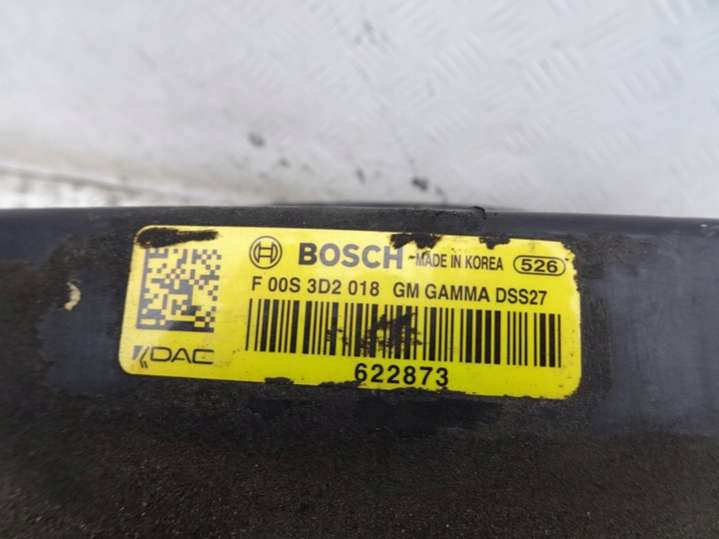 BOSCH MADE IN KOREA 526
F 00S 3D2 018 GM GAMMA DSS27
DAC
622873